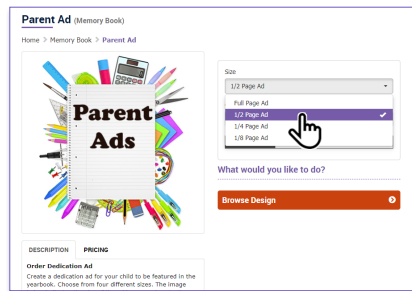 Parent Ad (Memory Book)
Home > Memory Book > Parent Ad
Parent
Ads
Size
1/2 Page Ad
Full Page Ad
1/2 Page Ad
1/4 Page Ad
1/8 Page Ad
What would you like to do?
Browse Design
DESCRIPTION PRICING
Order Dedication Ad
Create a dedication ad for your child to be featured in the
yearbook. Choose from four different sizes. The image